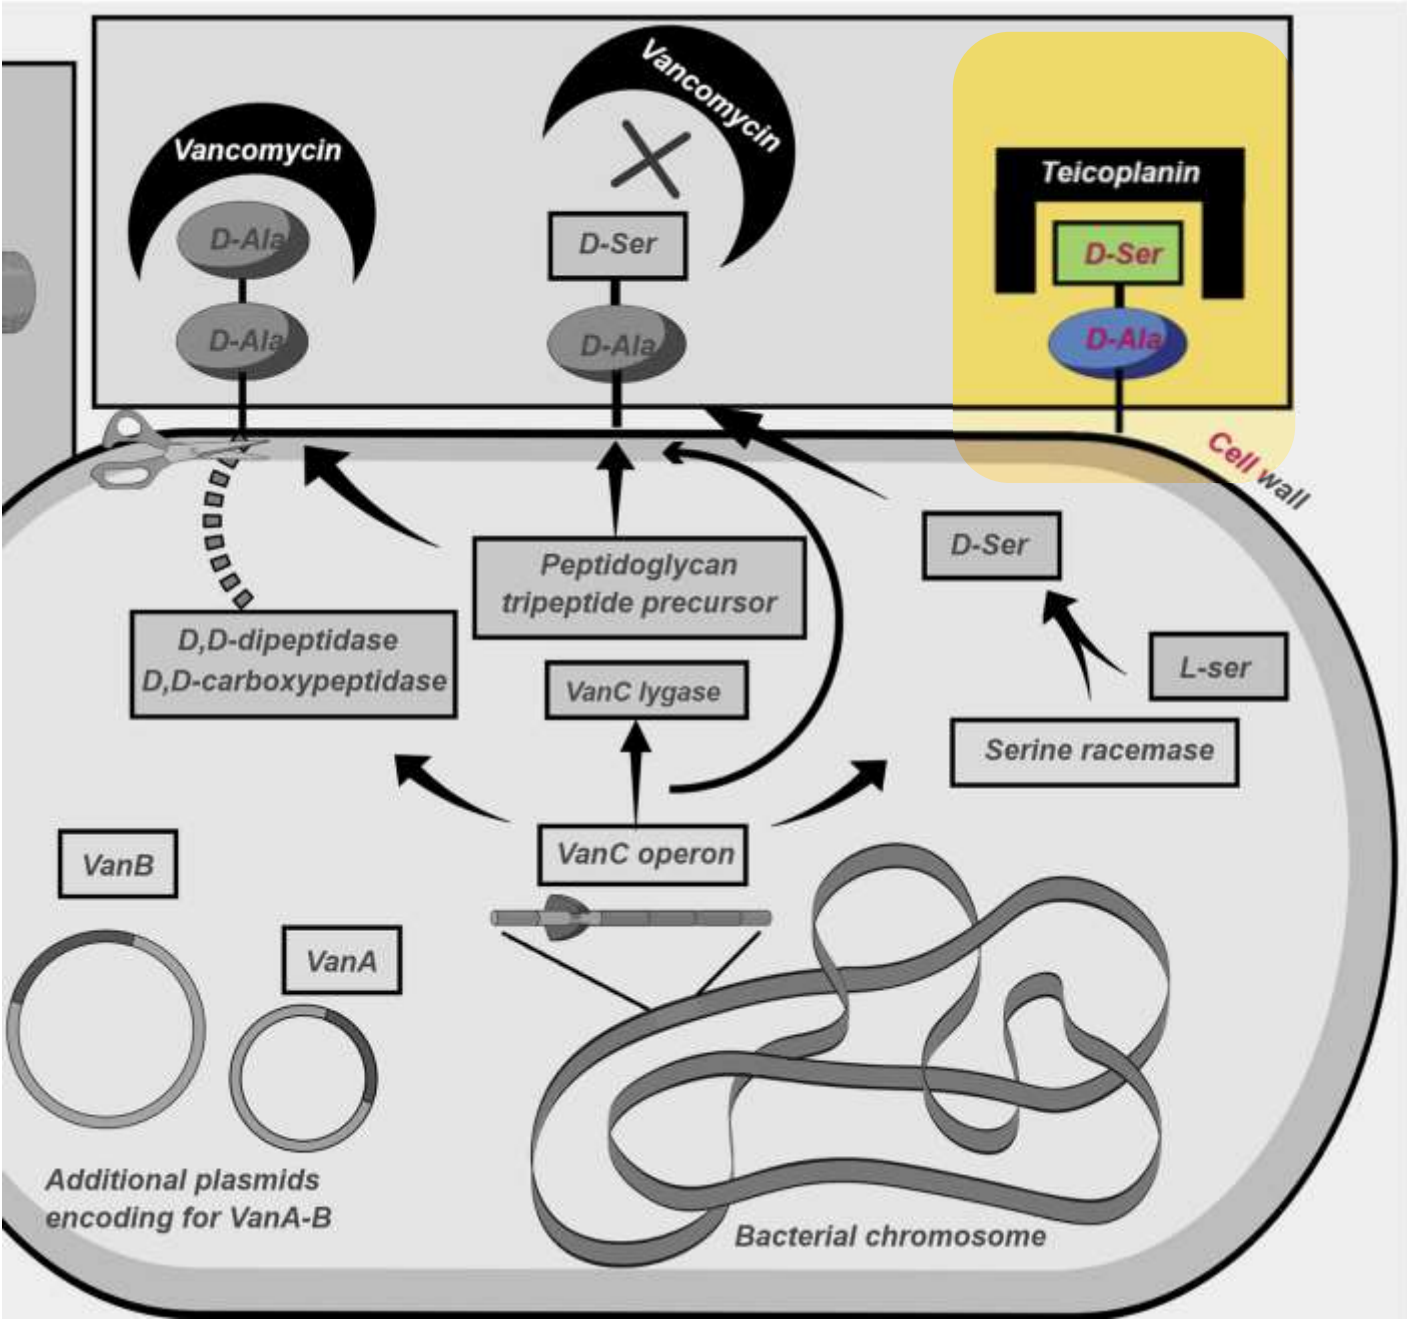 Vancomycin
D-Ala
D-Ala
Vancomycin
D-Ser
D-Ala
Teicoplanin
D-Ser
D-Ala
Cell wall
Peptidoglycan
tripeptide precursor
D-Ser
D,D-dipeptidase
D,D-carboxypeptidase
VanC lygase
L-ser
Serine racemase
VanC operon
VanB
VanA
Additional plasmids
encoding for VanA-B
Bacterial chromosome